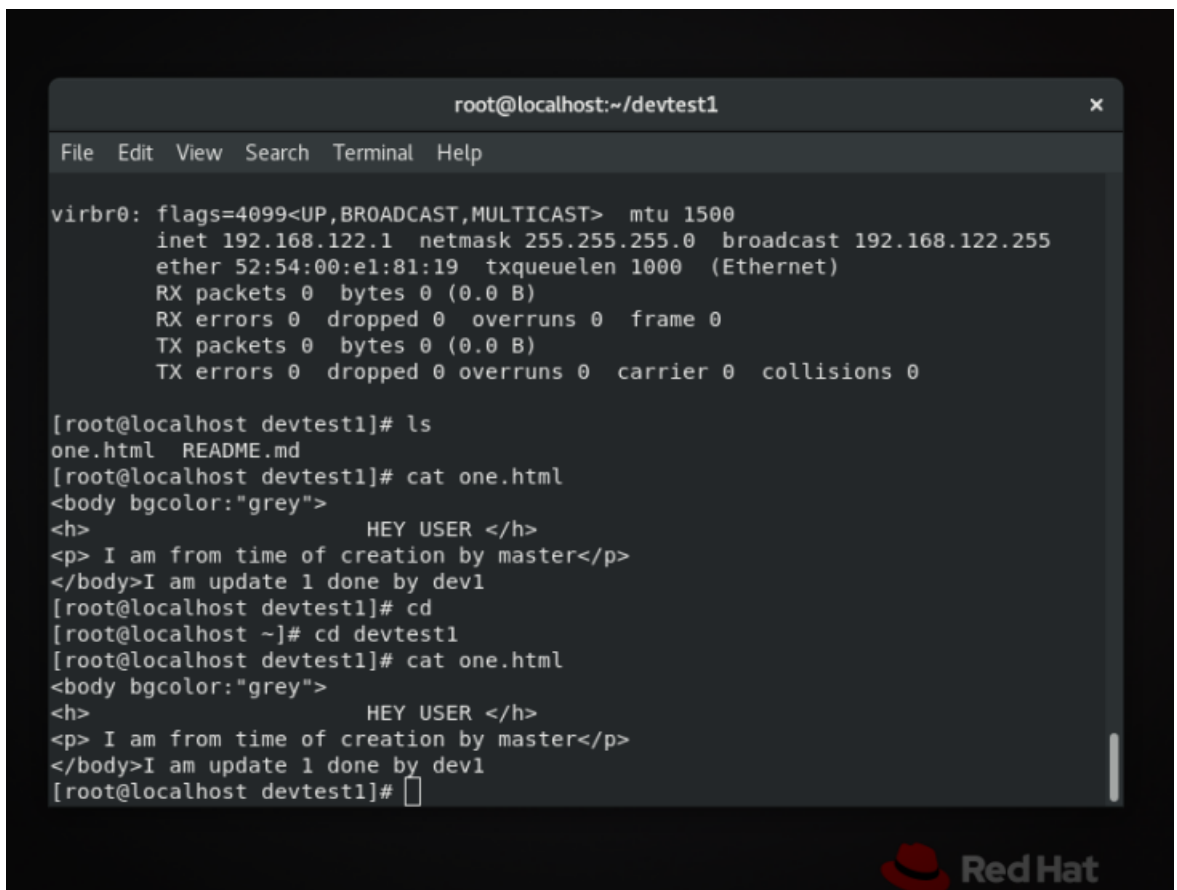 root@localhost:~/devtest1 ×
File Edit View Search Terminal Help
virbr0: flags=4099<UP,BROADCAST,MULTICAST>  mtu 1500
        inet 192.168.122.1  netmask 255.255.255.0  broadcast 192.168.122.255
        ether 52:54:00:e1:81:19  txqueuelen 1000  (Ethernet)
        RX packets 0  bytes 0 (0.0 B)
        RX errors 0  dropped 0  overruns 0  frame 0
        TX packets 0  bytes 0 (0.0 B)
        TX errors 0  dropped 0 overruns 0  carrier 0  collisions 0
[root@localhost devtest1]# ls
one.html  README.md
[root@localhost devtest1]# cat one.html
<body bgcolor:"grey">
<h>                     HEY USER </h>
<p> I am from time of creation by master</p>
</body>I am update 1 done by dev1
[root@localhost devtest1]# cd
[root@localhost ~]# cd devtest1
[root@localhost devtest1]# cat one.html
<body bgcolor:"grey">
<h>                     HEY USER </h>
<p> I am from time of creation by master</p>
</body>I am update 1 done by dev1
[root@localhost devtest1]#
Red Hat